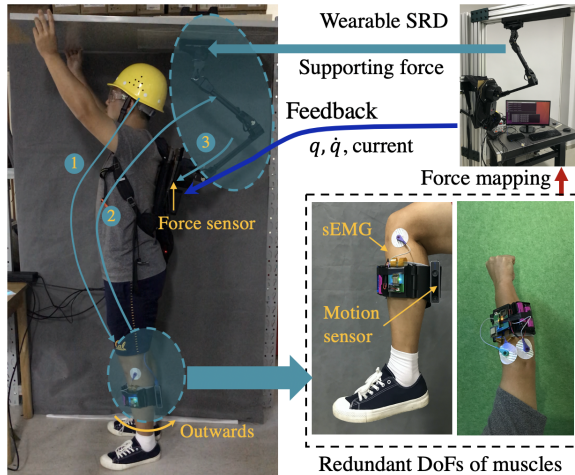 Wearable SRD
Supporting force
Feedback
q, q̇, current
Force mapping
1
2
3
Force sensor
sEMG
Motion
sensor
Outwards
Redundant DoFs of muscles